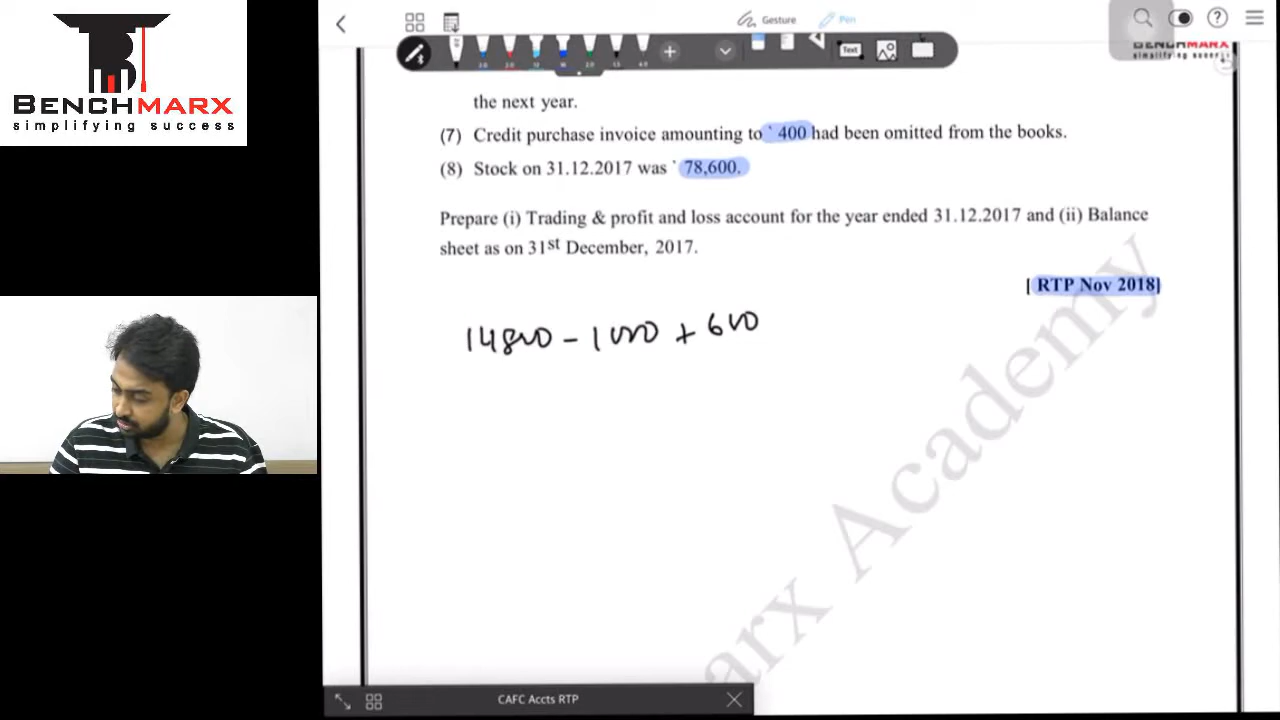 BENCHMARX
simplifying success
Gesture
Pen
Text
BENCHMARX
the next year.
(7) Credit purchase invoice amounting to ` 400 had been omitted from the books.
(8) Stock on 31.12.2017 was ` 78,600.
Prepare (i) Trading & profit and loss account for the year ended 31.12.2017 and (ii) Balance
sheet as on 31st December, 2017.
[ RTP Nov 2018]
14800 - 1000 + 600
arx Academy
CAFC Accts RTP